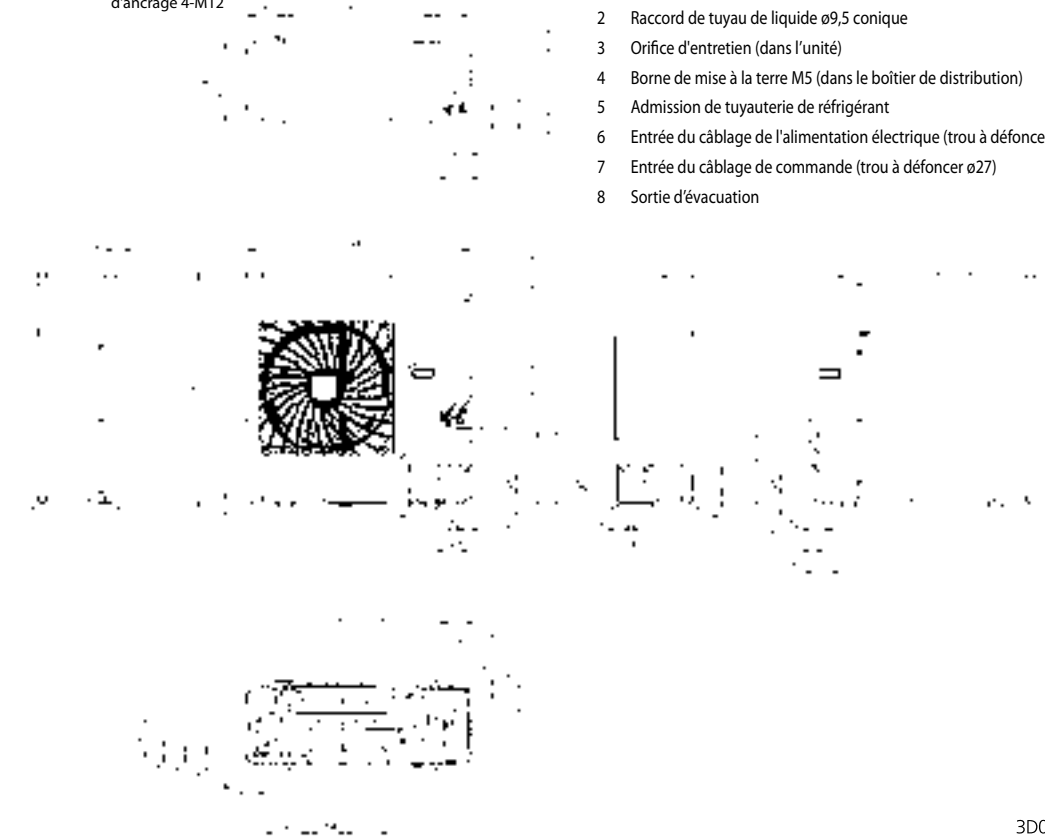 d'ancrage 4-M12
2 Raccord de tuyau de liquide ø9,5 conique
3 Orifice d'entretien (dans l’unité)
4 Borne de mise à la terre M5 (dans le boîtier de distribution)
5 Admission de tuyauterie de réfrigérant
6 Entrée du câblage de l'alimentation électrique (trou à défonce
7 Entrée du câblage de commande (trou à défoncer ø27)
8 Sortie d’évacuation
3D0